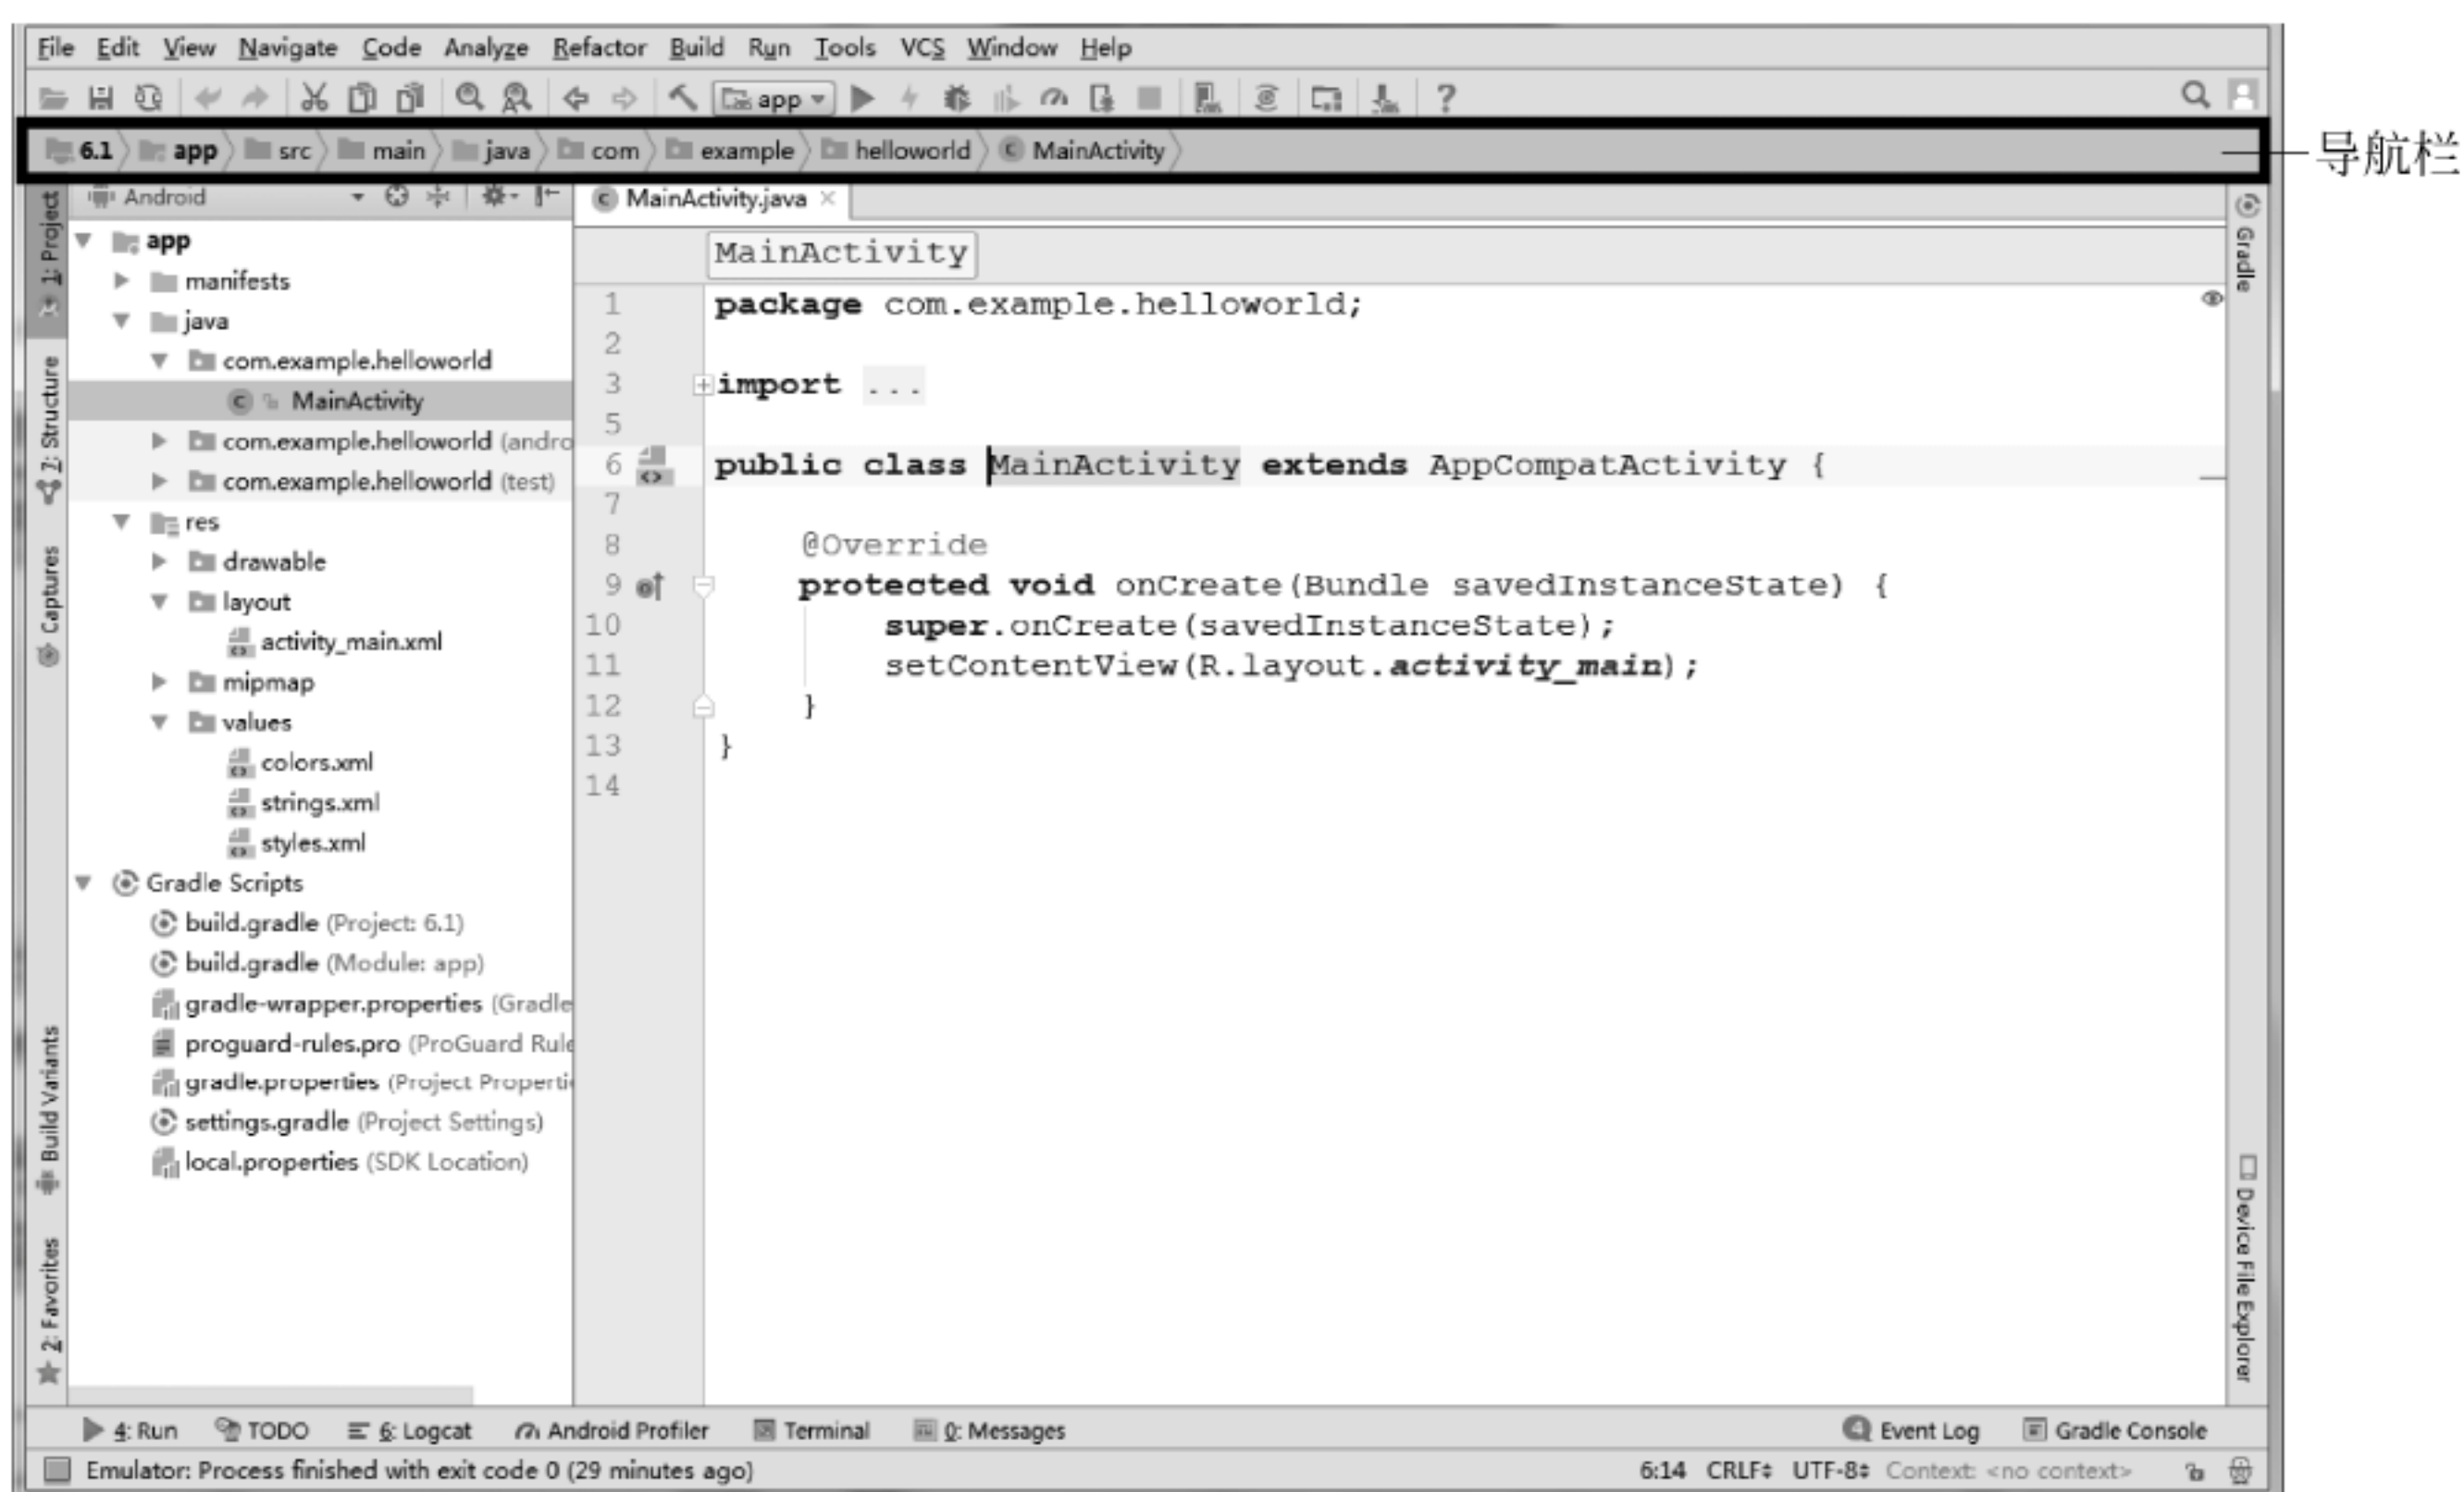 File Edit View Navigate Code Analyze Refactor Build Run Tools VCS Window Help
app
6.1 app src main java com example helloworld MainActivity
导航栏
Android
MainActivity.java
1: Project
7: Structure
Captures
Build Variants
2: Favorites
app
manifests
java
com.example.helloworld
MainActivity
com.example.helloworld (andro
com.example.helloworld (test)
res
drawable
layout
activity_main.xml
mipmap
values
colors.xml
strings.xml
styles.xml
Gradle Scripts
build.gradle (Project: 6.1)
build.gradle (Module: app)
gradle-wrapper.properties (Gradle
proguard-rules.pro (ProGuard Rule
gradle.properties (Project Properti
settings.gradle (Project Settings)
local.properties (SDK Location)
MainActivity
1 package com.example.helloworld;
2
3 import ...
5
6 public class MainActivity extends AppCompatActivity {
7
8 @Override
9 protected void onCreate(Bundle savedInstanceState) {
10 super.onCreate(savedInstanceState);
11 setContentView(R.layout.activity_main);
12 }
13 }
14
Gradle
Device File Explorer
4: Run TODO 6: Logcat Android Profiler Terminal 0: Messages Event Log Gradle Console
Emulator: Process finished with exit code 0 (29 minutes ago) 6:14 CRLF UTF-8 Context: <no context>